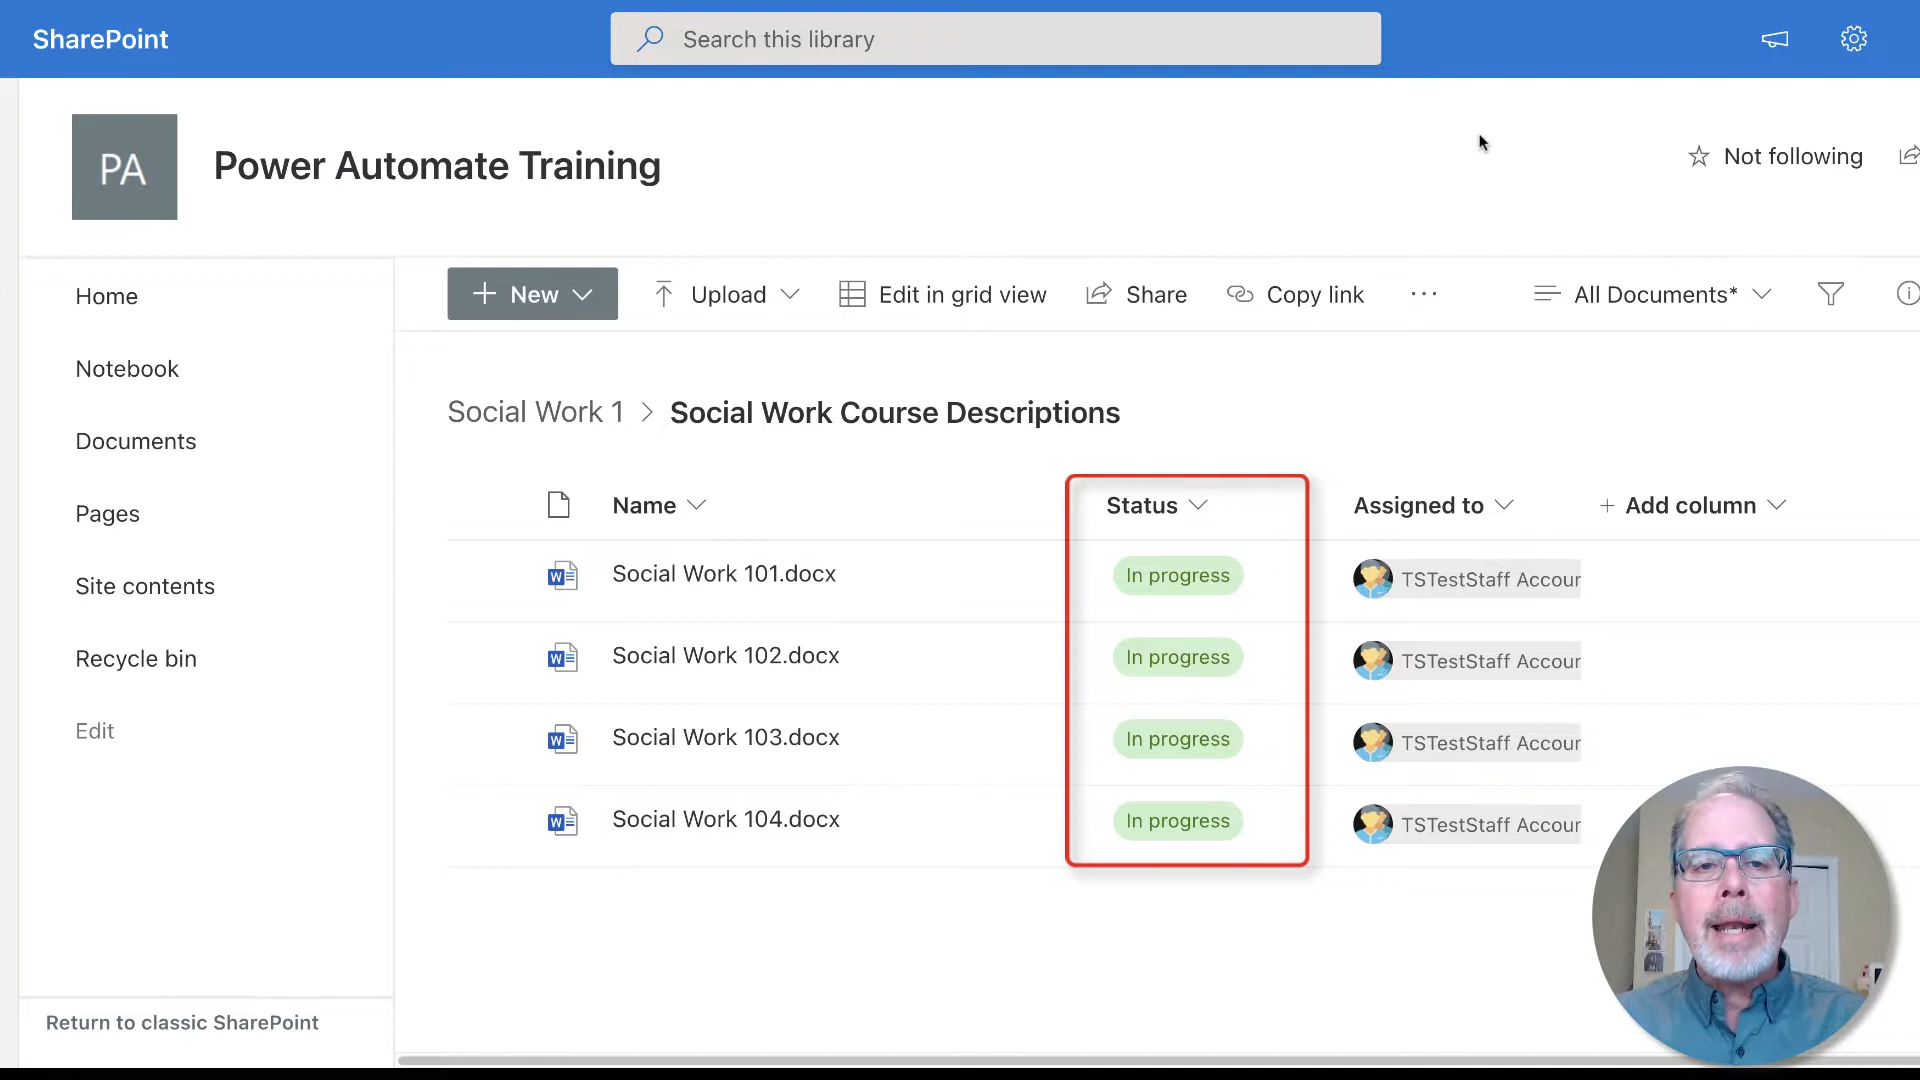 SharePoint
Search this library
PA
Power Automate Training
Not following
Home
Notebook
Documents
Pages
Site contents
Recycle bin
Edit
Return to classic SharePoint
New
Upload
Edit in grid view
Share
Copy link
...
All Documents*
Social Work 1 > Social Work Course Descriptions
Name Status Assigned to + Add column
Social Work 101.docx In progress TSTestStaff Accour
Social Work 102.docx In progress TSTestStaff Accour
Social Work 103.docx In progress TSTestStaff Accour
Social Work 104.docx In progress TSTestStaff Accour